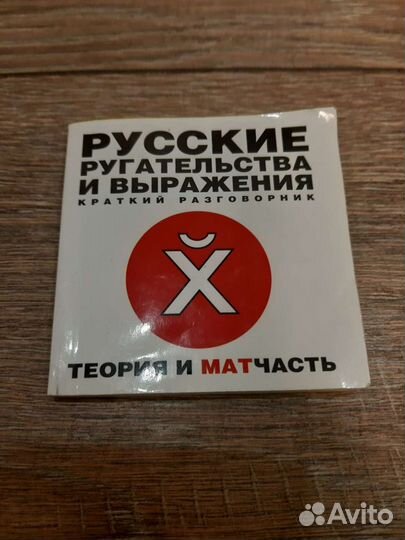 РУССКИЕ
РУГАТЕЛЬСТВА
И ВЫРАЖЕНИЯ
КРАТКИЙ РАЗГОВОРНИК
Х̆
ТЕОРИЯ И МАТЧАСТЬ
Avito